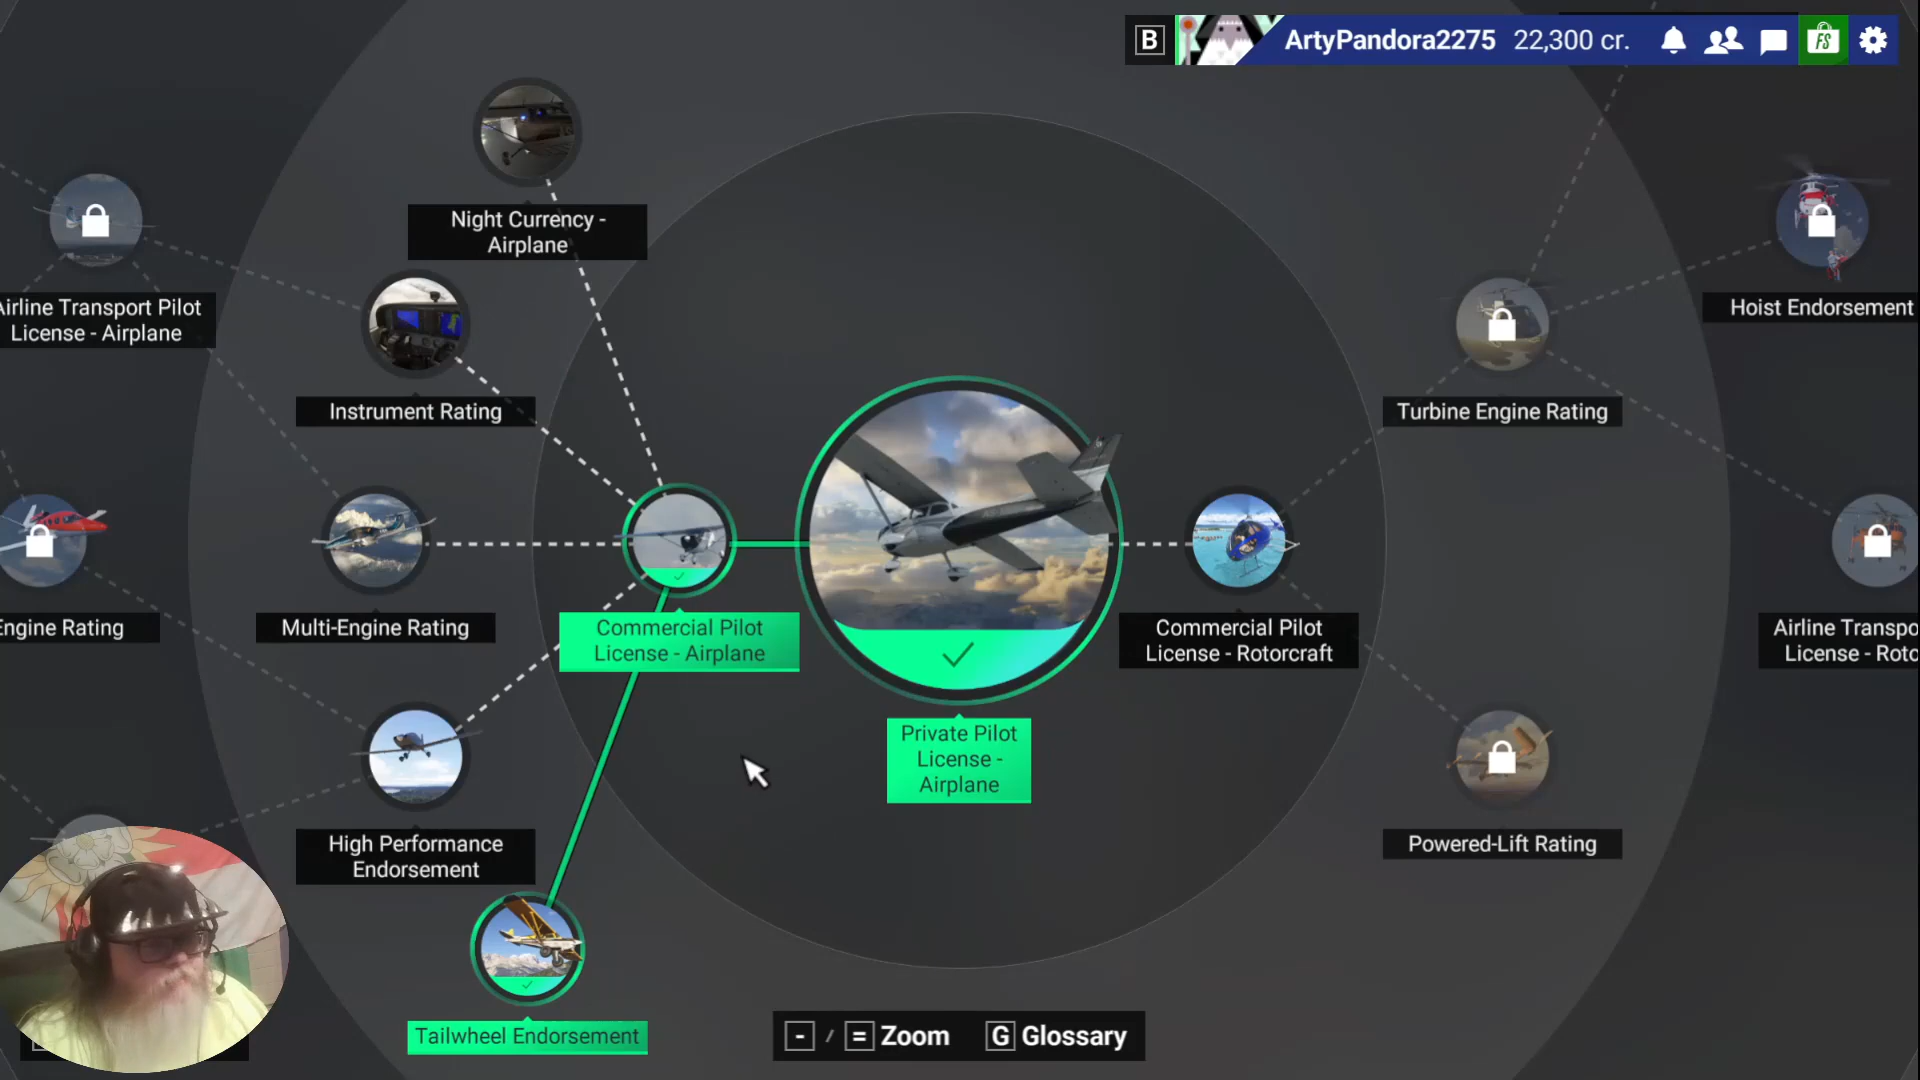 B ArtyPandora2275 22,300 cr. FS
Night Currency -
Airplane
Airline Transport Pilot
License - Airplane
Hoist Endorsement
Instrument Rating
Turbine Engine Rating
Engine Rating
Multi-Engine Rating
Commercial Pilot
License - Airplane
Commercial Pilot
License - Rotorcraft
Airline Transpo
License - Roto
Private Pilot
License -
Airplane
High Performance
Endorsement
Powered-Lift Rating
Tailwheel Endorsement
- / = Zoom G Glossary